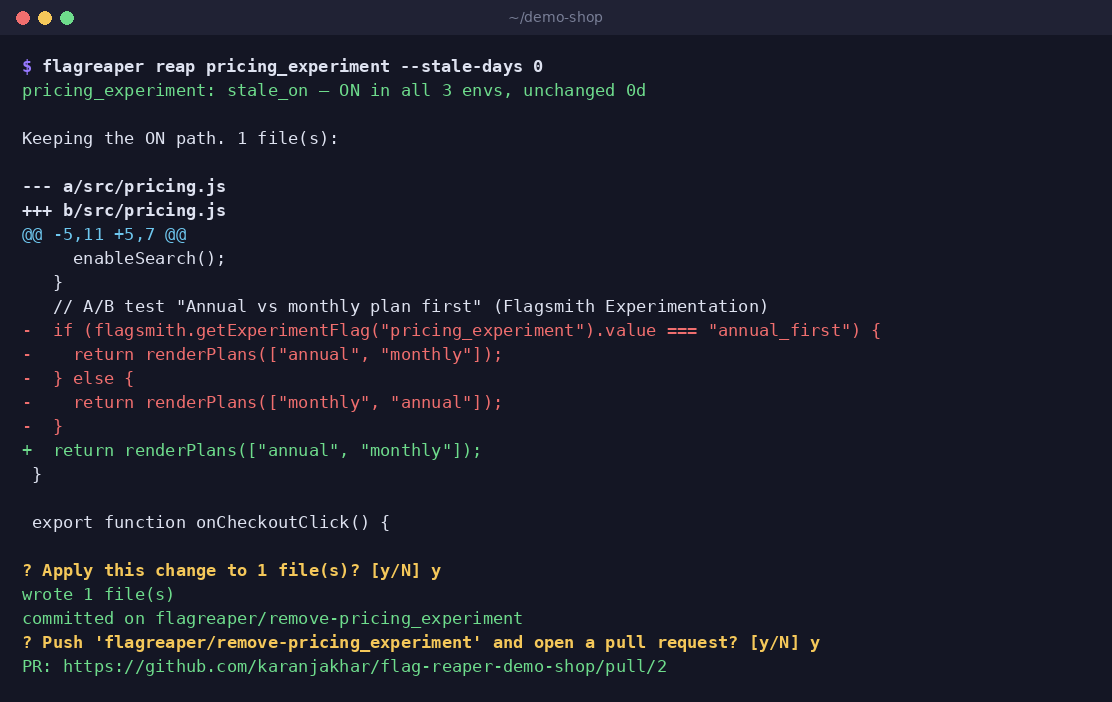 ~/demo-shop
$ flagreaper reap pricing_experiment --stale-days 0
pricing_experiment: stale_on — ON in all 3 envs, unchanged 0d
Keeping the ON path. 1 file(s):
--- a/src/pricing.js
+++ b/src/pricing.js
@@ -5,11 +5,7 @@
     enableSearch();
   }
   // A/B test "Annual vs monthly plan first" (Flagsmith Experimentation)
-  if (flagsmith.getExperimentFlag("pricing_experiment").value === "annual_first") {
-    return renderPlans(["annual", "monthly"]);
-  } else {
-    return renderPlans(["monthly", "annual"]);
-  }
+  return renderPlans(["annual", "monthly"]);
 }
 export function onCheckoutClick() {
? Apply this change to 1 file(s)? [y/N] y
wrote 1 file(s)
committed on flagreaper/remove-pricing_experiment
? Push 'flagreaper/remove-pricing_experiment' and open a pull request? [y/N] y
PR: https://github.com/karanjakhar/flag-reaper-demo-shop/pull/2